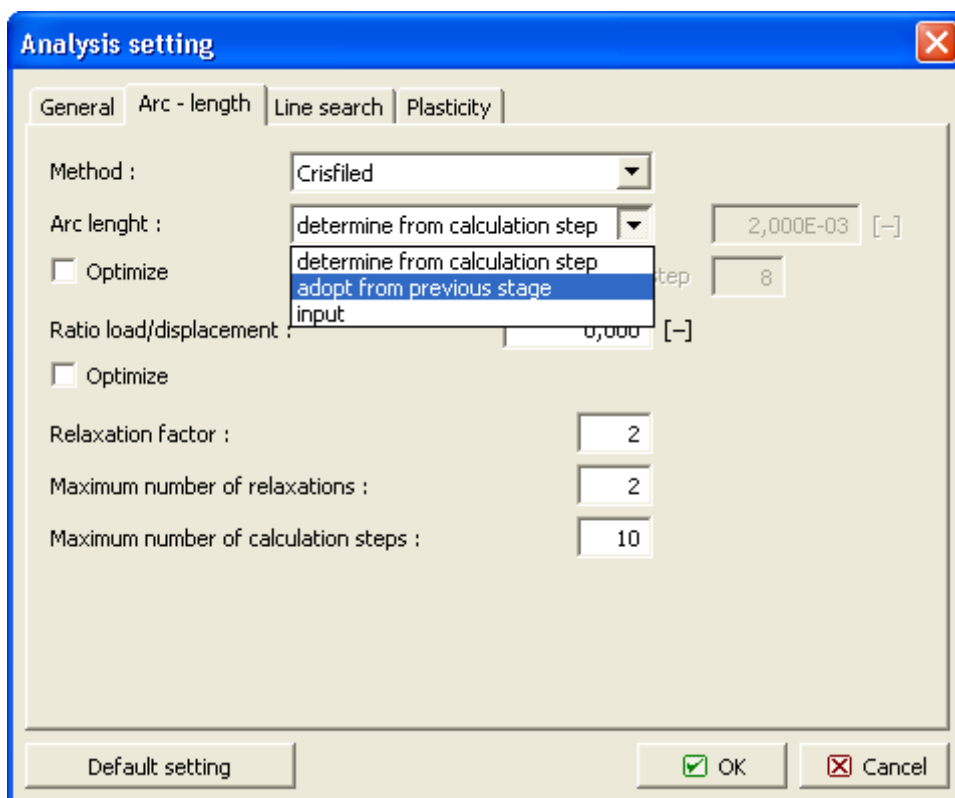 Analysis setting
General Arc - length Line search Plasticity
Method : Crisfiled
Arc lenght : determine from calculation step 2,000E-03 [–]
determine from calculation step
Optimize adopt from previous stage tep 8
input
Ratio load/displacement : 0,000 [–]
Optimize
Relaxation factor : 2
Maximum number of relaxations : 2
Maximum number of calculation steps : 10
Default setting OK Cancel